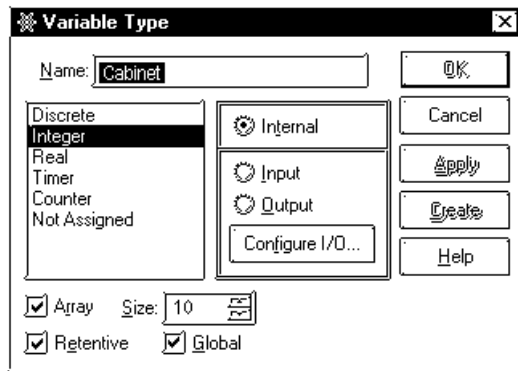 Variable Type
Name: Cabinet
OK
Discrete
Integer
Real
Timer
Counter
Not Assigned
Internal
Input
Output
Configure I/O...
Cancel
Apply
Create
Help
Array Size: 10
Retentive Global